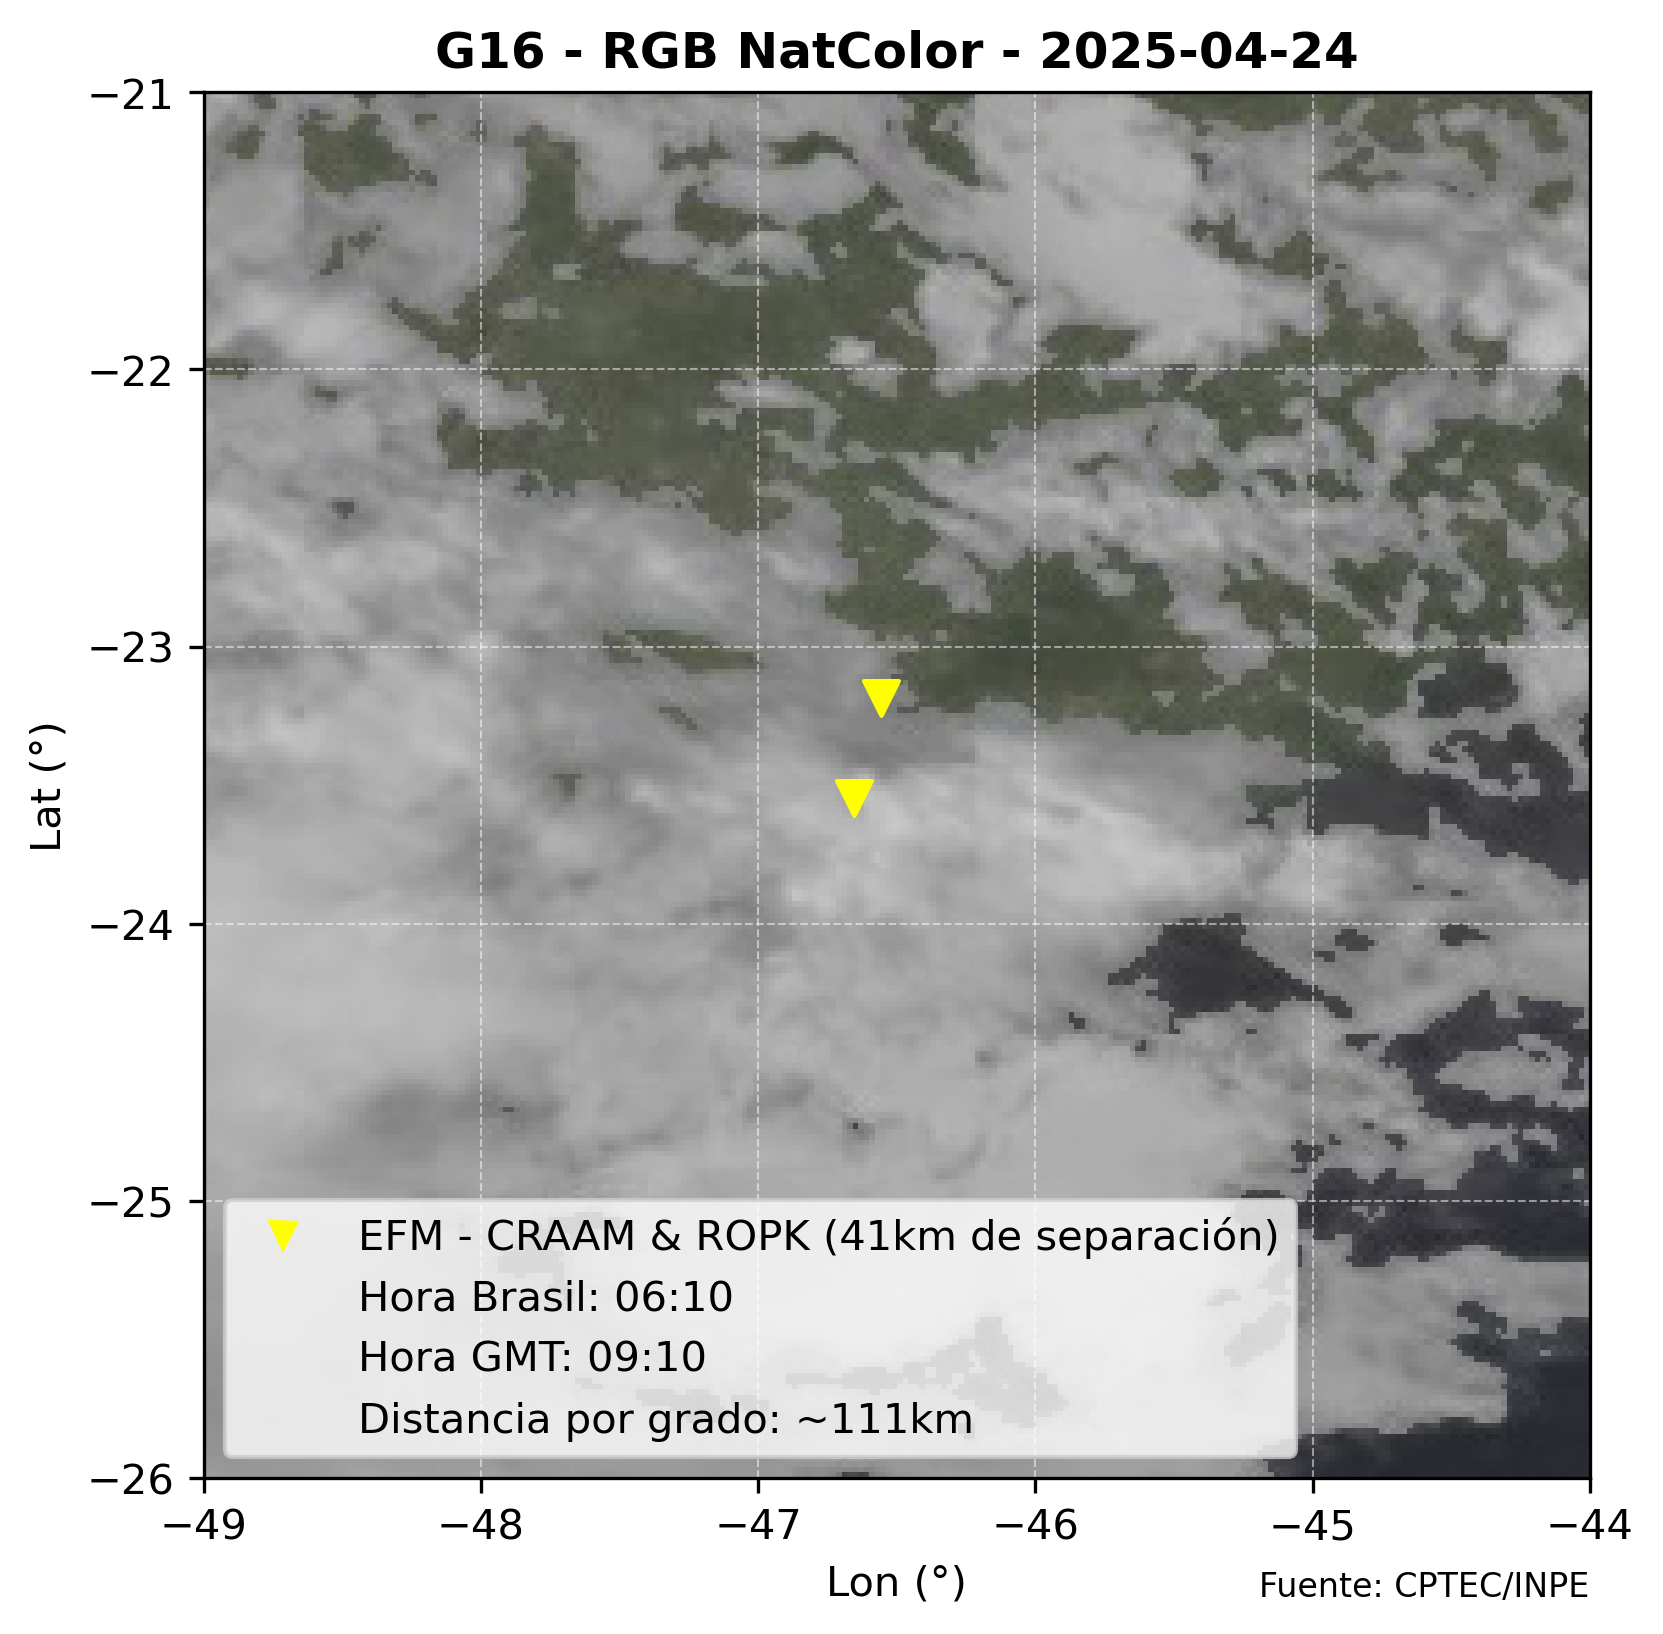 G16 - RGB NatColor - 2025-04-24
−21
−22
−23
−24
−25
−26
Lat (°)
EFM - CRAAM & ROPK (41km de separación)
Hora Brasil: 06:10
Hora GMT: 09:10
Distancia por grado: ~111km
−49 −48 −47 −46 −45 −44
Lon (°)
Fuente: CPTEC/INPE